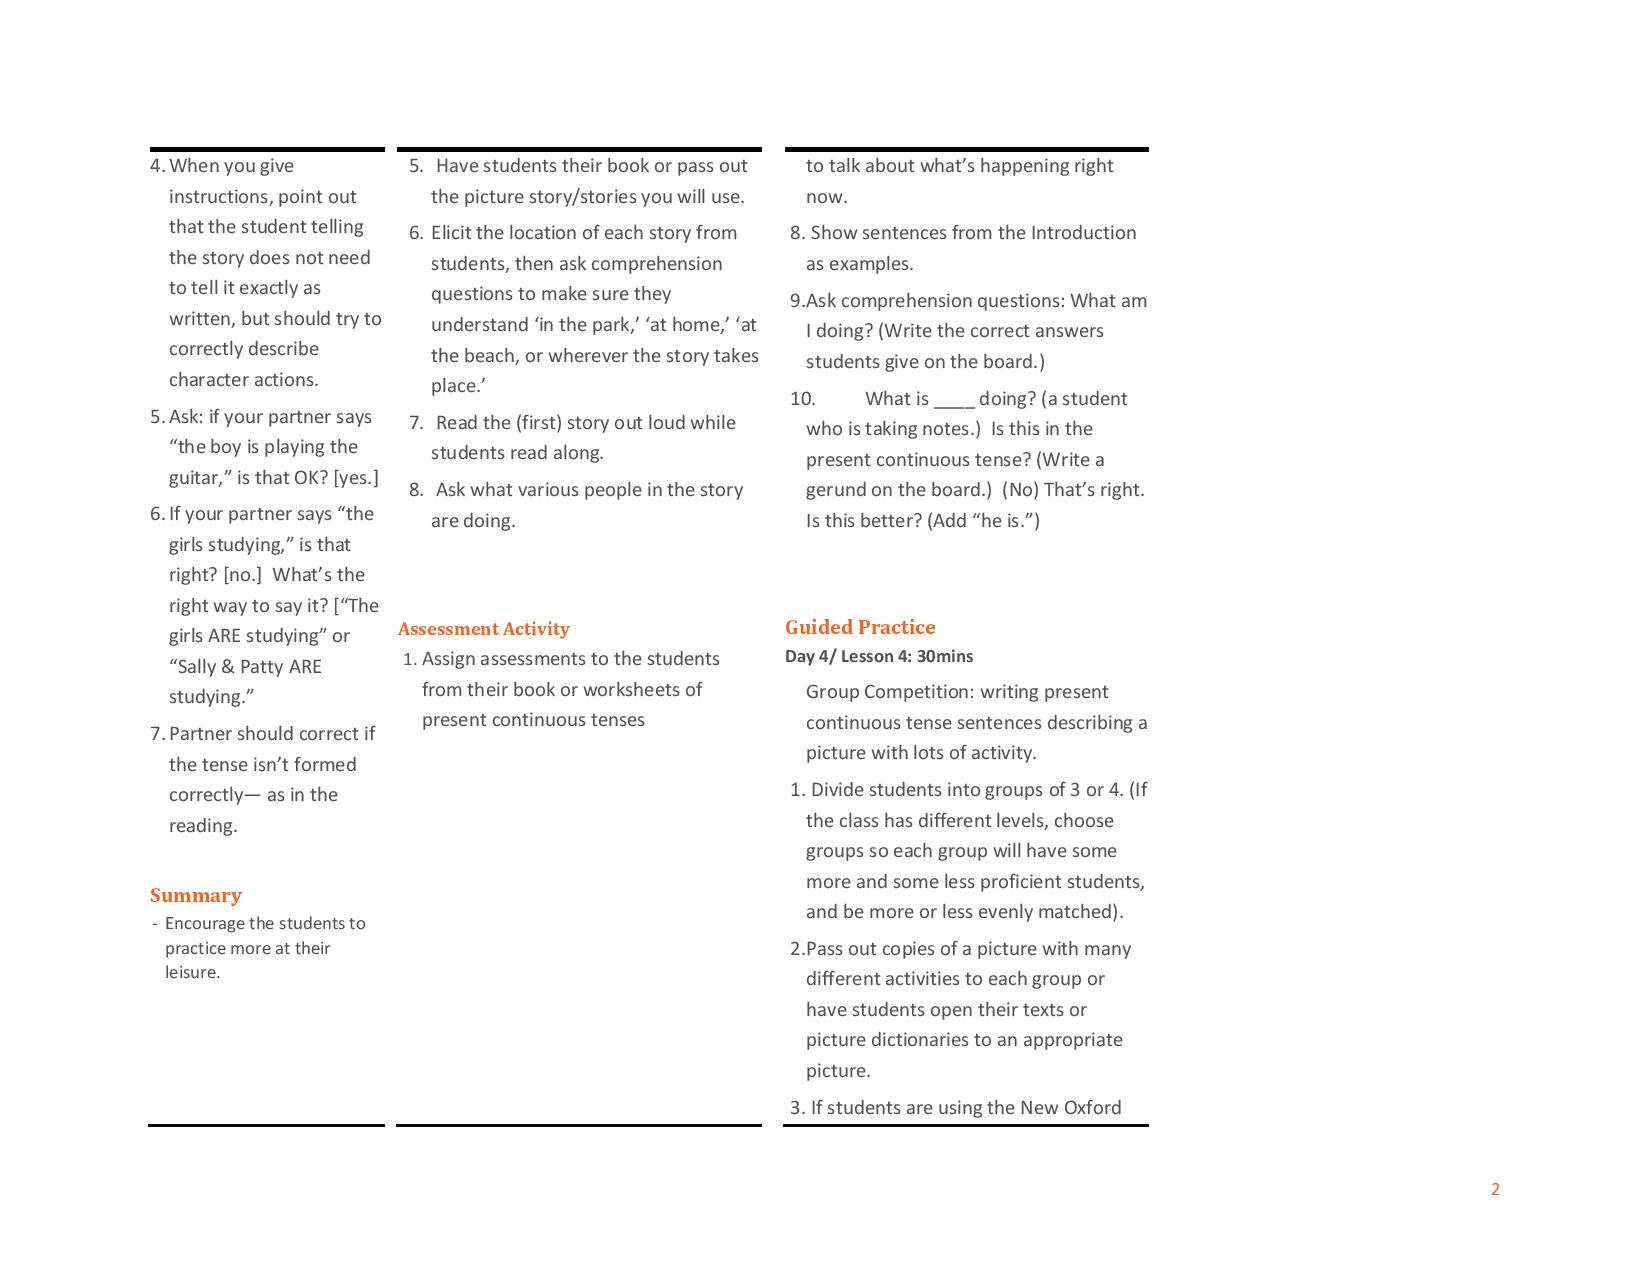 4. When you give
instructions, point out
that the student telling
the story does not need
to tell it exactly as
written, but should try to
correctly describe
character actions.
5. Ask: if your partner says
“the boy is playing the
guitar,” is that OK? [yes.]
6. If your partner says “the
girls studying,” is that
right? [no.]  What’s the
right way to say it? [“The
girls ARE studying” or
“Sally & Patty ARE
studying.”
7. Partner should correct if
the tense isn’t formed
correctly— as in the
reading.
Summary
- Encourage the students to
practice more at their
leisure.
5. Have students their book or pass out
the picture story/stories you will use.
6. Elicit the location of each story from
students, then ask comprehension
questions to make sure they
understand ‘in the park,’ ‘at home,’ ‘at
the beach, or wherever the story takes
place.’
7. Read the (first) story out loud while
students read along.
8. Ask what various people in the story
are doing.
Assessment Activity
1. Assign assessments to the students
from their book or worksheets of
present continuous tenses
to talk about what’s happening right
now.
8. Show sentences from the Introduction
as examples.
9.Ask comprehension questions: What am
I doing? (Write the correct answers
students give on the board.)
10. What is ____ doing? (a student
who is taking notes.)  Is this in the
present continuous tense? (Write a
gerund on the board.)  (No) That’s right.
Is this better? (Add “he is.”)
Guided Practice
Day 4/ Lesson 4: 30mins
Group Competition: writing present
continuous tense sentences describing a
picture with lots of activity.
1. Divide students into groups of 3 or 4. (If
the class has different levels, choose
groups so each group will have some
more and some less proficient students,
and be more or less evenly matched).
2.Pass out copies of a picture with many
different activities to each group or
have students open their texts or
picture dictionaries to an appropriate
picture.
3. If students are using the New Oxford
2